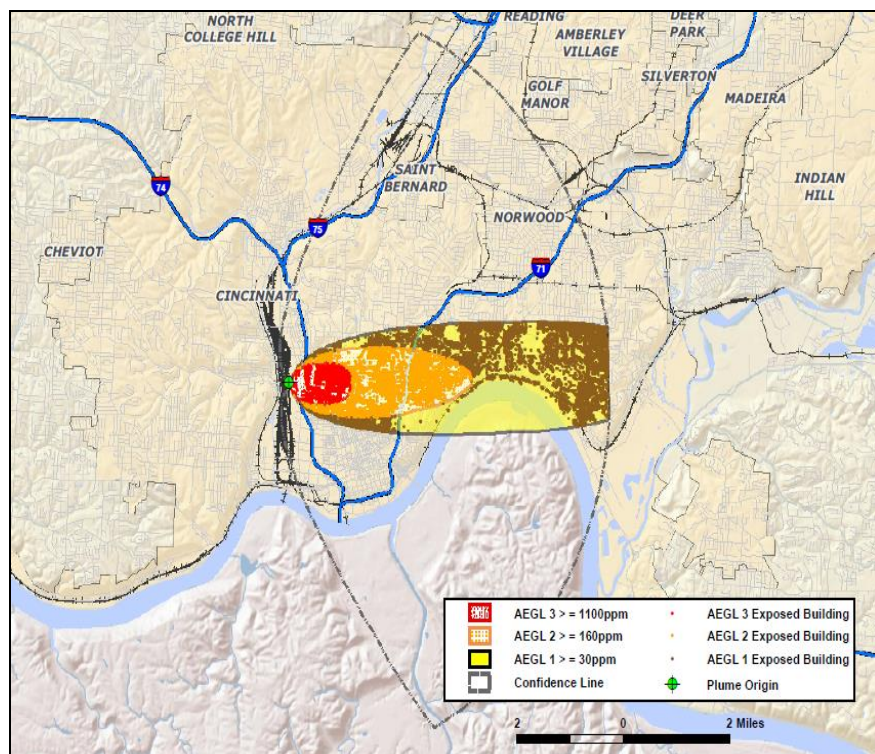 NORTH
COLLEGE HILL
READING
AMBERLEY
VILLAGE
DEER
PARK
SILVERTON
GOLF
MANOR
MADEIRA
74
SAINT
BERNARD
INDIAN
HILL
NORWOOD
75
CHEVIOT
71
CINCINNATI
AEGL 3 > = 1100ppm
AEGL 3 Exposed Building
AEGL 2 > = 160ppm
AEGL 2 Exposed Building
AEGL 1 > = 30ppm
AEGL 1 Exposed Building
Confidence Line
Plume Origin
2
0
2 Miles